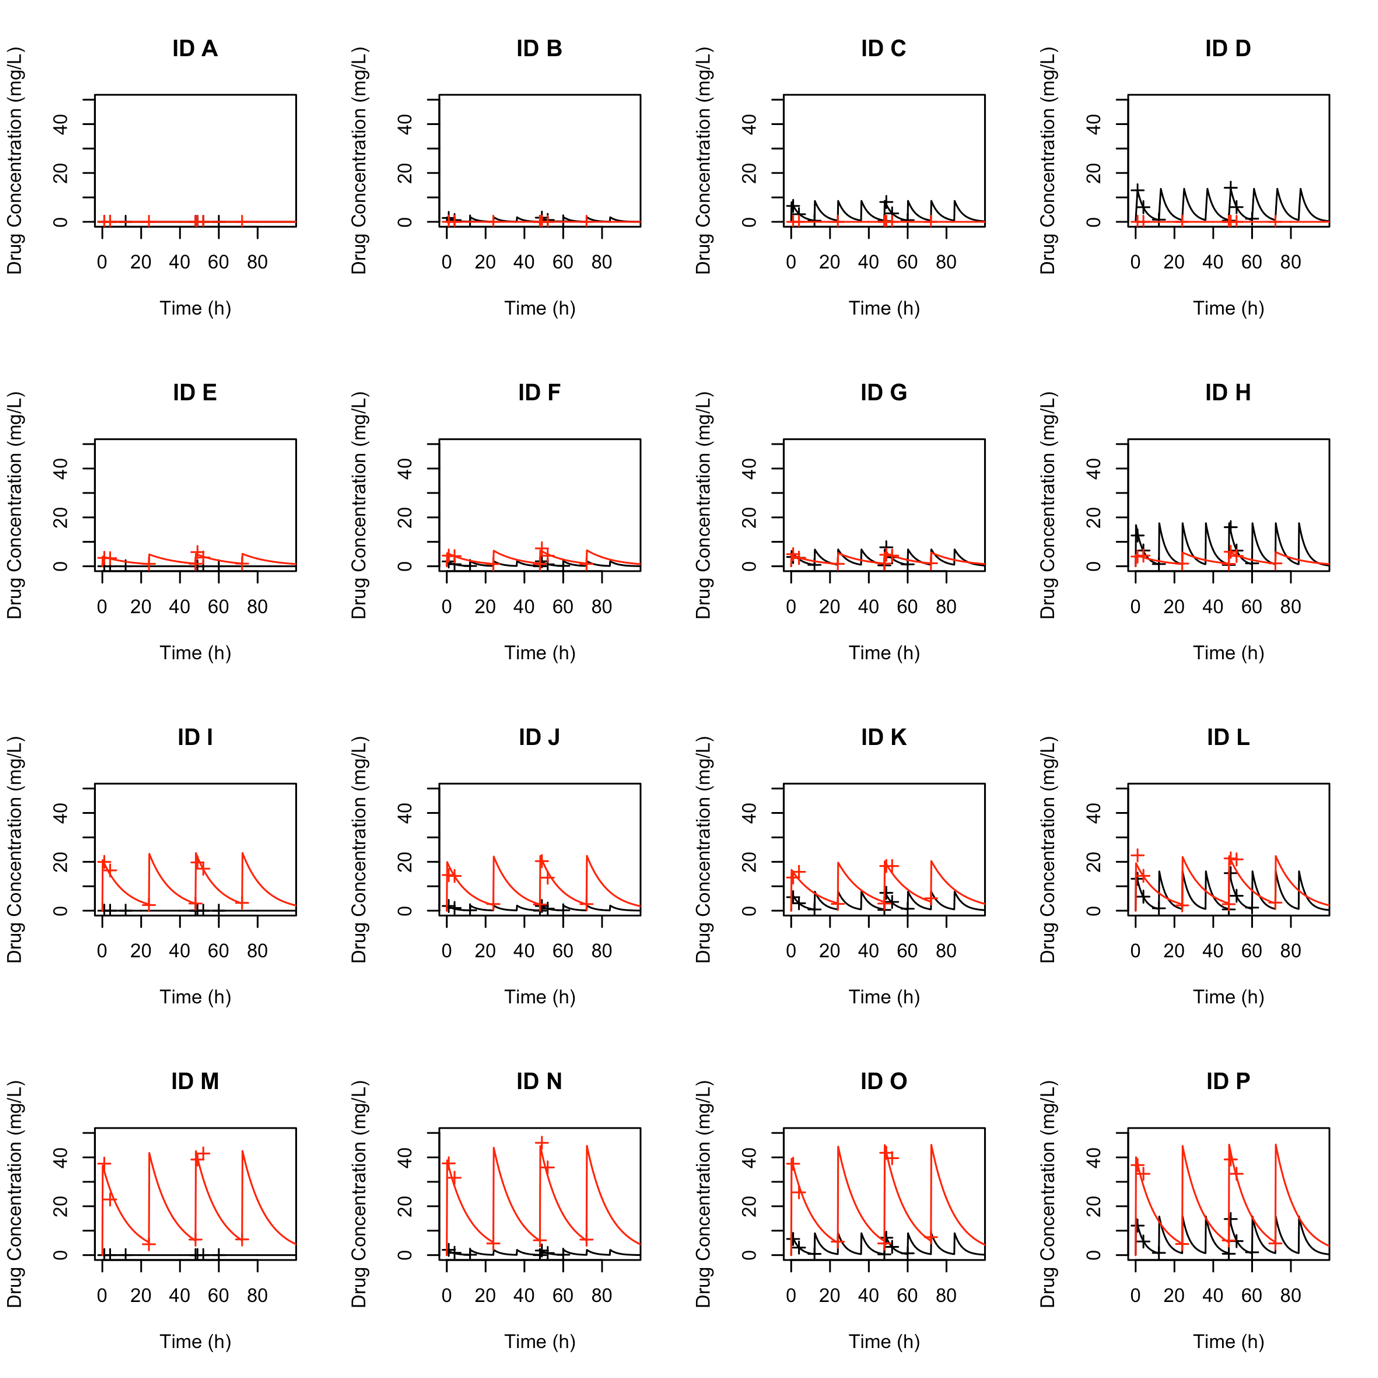 ID A
Drug Concentration (mg/L)
40
20
0
0 20 40 60 80
Time (h)
ID B
Drug Concentration (mg/L)
40
20
0
0 20 40 60 80
Time (h)
ID C
Drug Concentration (mg/L)
40
20
0
0 20 40 60 80
Time (h)
ID D
Drug Concentration (mg/L)
40
20
0
0 20 40 60 80
Time (h)
ID E
Drug Concentration (mg/L)
40
20
0
0 20 40 60 80
Time (h)
ID F
Drug Concentration (mg/L)
40
20
0
0 20 40 60 80
Time (h)
ID G
Drug Concentration (mg/L)
40
20
0
0 20 40 60 80
Time (h)
ID H
Drug Concentration (mg/L)
40
20
0
0 20 40 60 80
Time (h)
ID I
Drug Concentration (mg/L)
40
20
0
0 20 40 60 80
Time (h)
ID J
Drug Concentration (mg/L)
40
20
0
0 20 40 60 80
Time (h)
ID K
Drug Concentration (mg/L)
40
20
0
0 20 40 60 80
Time (h)
ID L
Drug Concentration (mg/L)
40
20
0
0 20 40 60 80
Time (h)
ID M
Drug Concentration (mg/L)
40
20
0
0 20 40 60 80
Time (h)
ID N
Drug Concentration (mg/L)
40
20
0
0 20 40 60 80
Time (h)
ID O
Drug Concentration (mg/L)
40
20
0
0 20 40 60 80
Time (h)
ID P
Drug Concentration (mg/L)
40
20
0
0 20 40 60 80
Time (h)